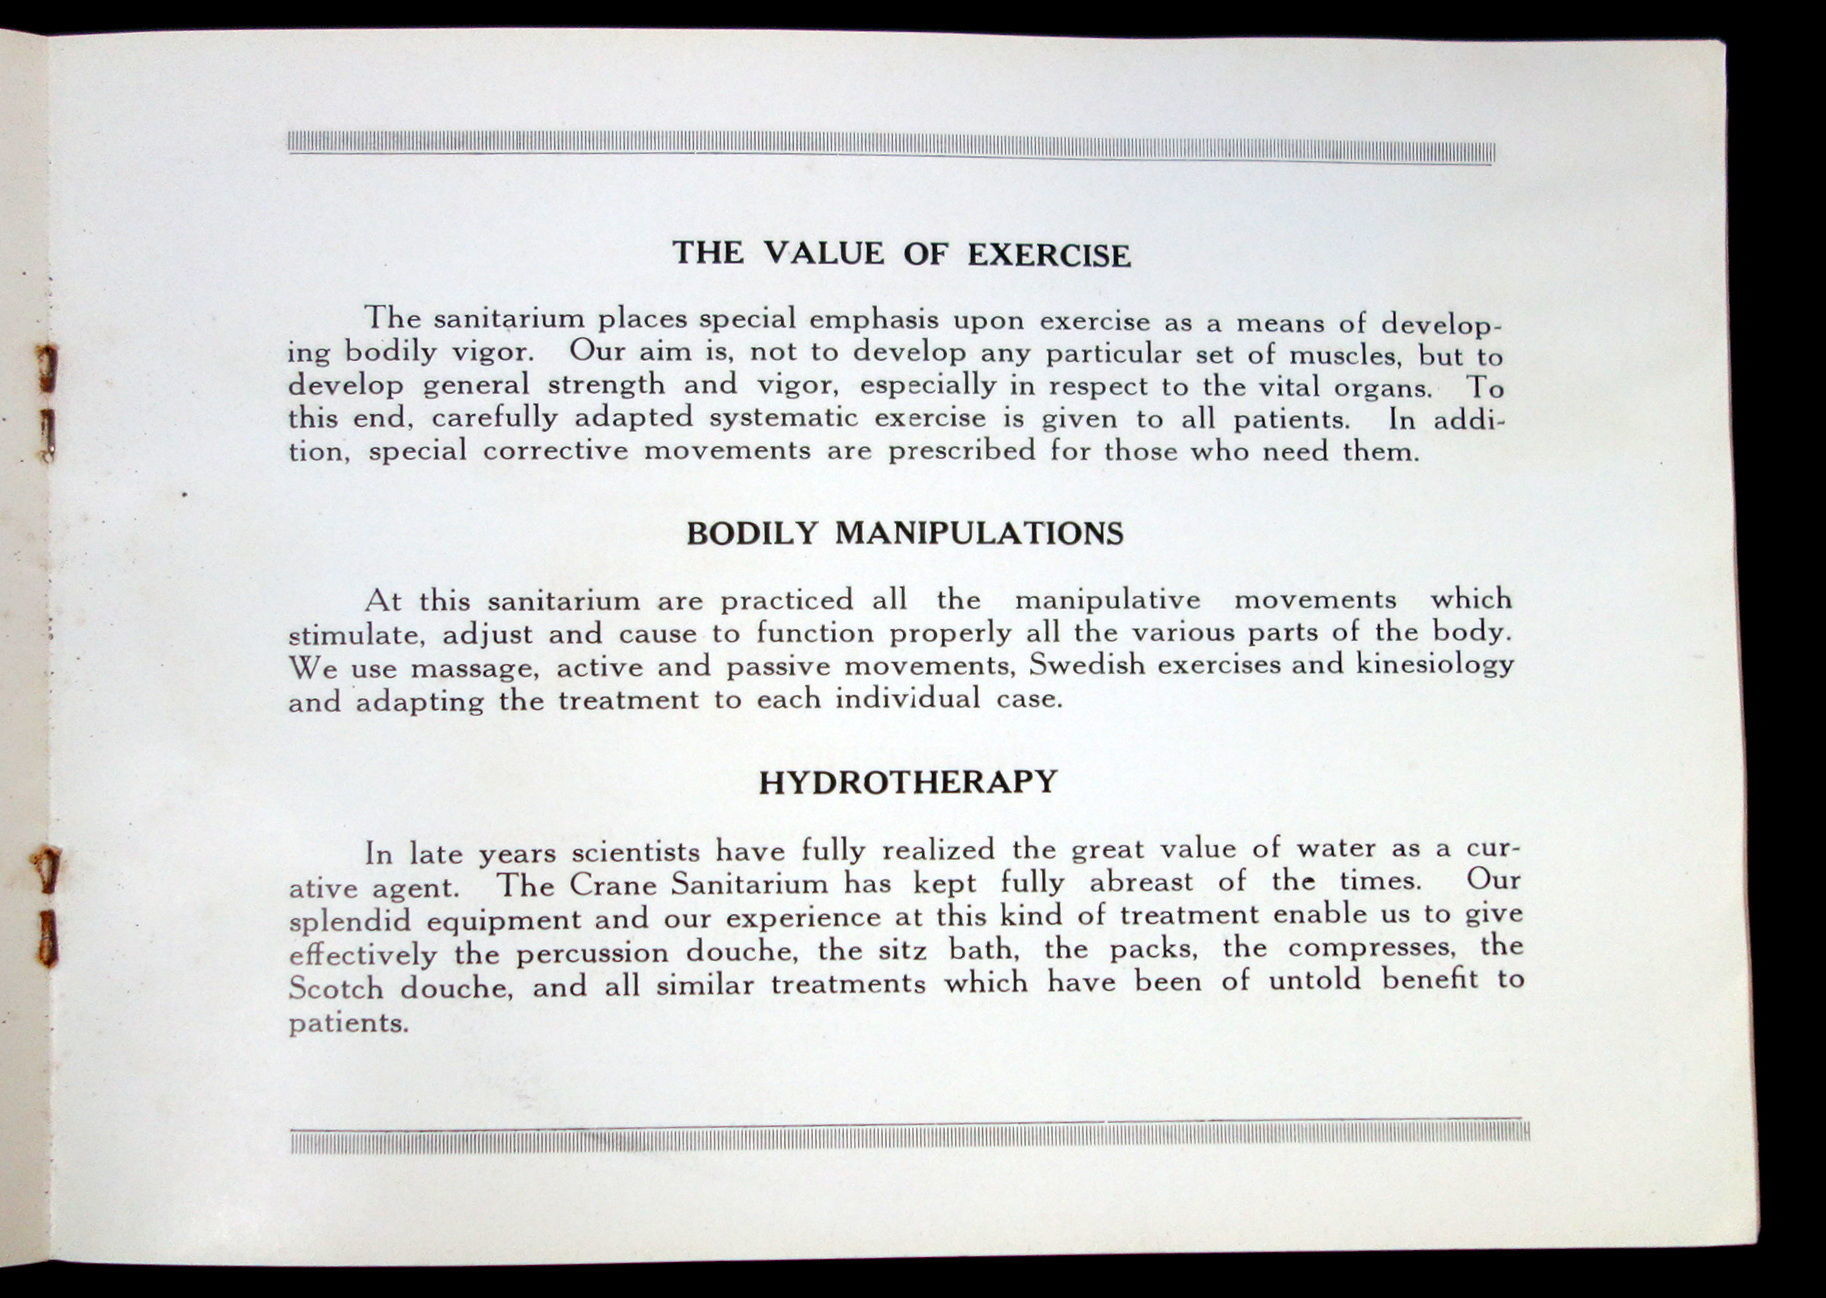 THE VALUE OF EXERCISE
The sanitarium places special emphasis upon exercise as a means of develop-
ing bodily vigor. Our aim is, not to develop any particular set of muscles, but to
develop general strength and vigor, especially in respect to the vital organs. To
this end, carefully adapted systematic exercise is given to all patients. In addi-
tion, special corrective movements are prescribed for those who need them.
BODILY MANIPULATIONS
At this sanitarium are practiced all the manipulative movements which
stimulate, adjust and cause to function properly all the various parts of the body.
We use massage, active and passive movements, Swedish exercises and kinesiology
and adapting the treatment to each individual case.
HYDROTHERAPY
In late years scientists have fully realized the great value of water as a cur-
ative agent. The Crane Sanitarium has kept fully abreast of the times. Our
splendid equipment and our experience at this kind of treatment enable us to give
effectively the percussion douche, the sitz bath, the packs, the compresses, the
Scotch douche, and all similar treatments which have been of untold benefit to
patients.